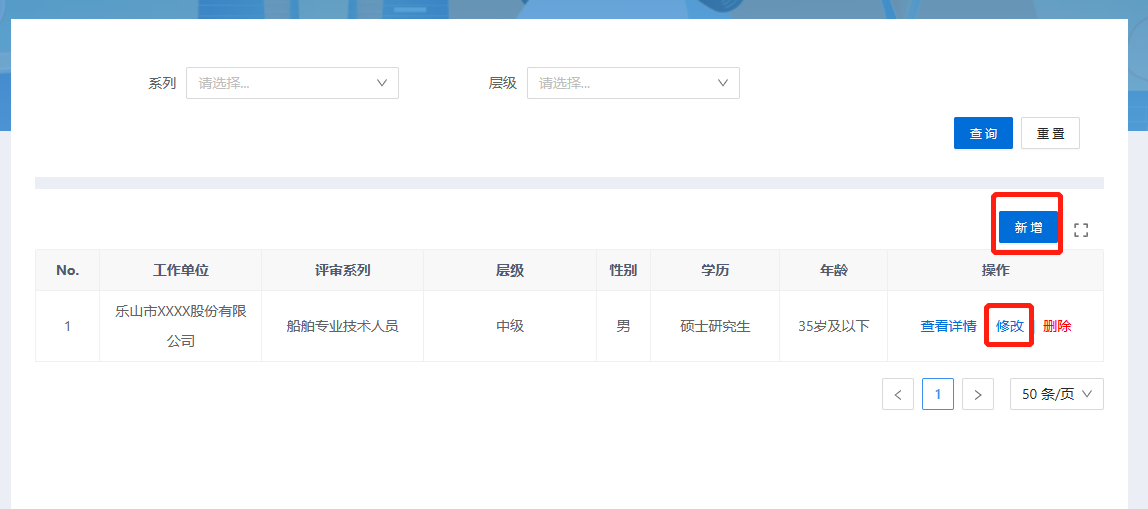 系列 请选择... 层级 请选择...
查询 重置
新增
No. 工作单位 评审系列 层级 性别 学历 年龄 操作
1 乐山市XXXX股份有限公司 船舶专业技术人员 中级 男 硕士研究生 35岁及以下 查看详情 修改 删除
1 50 条/页